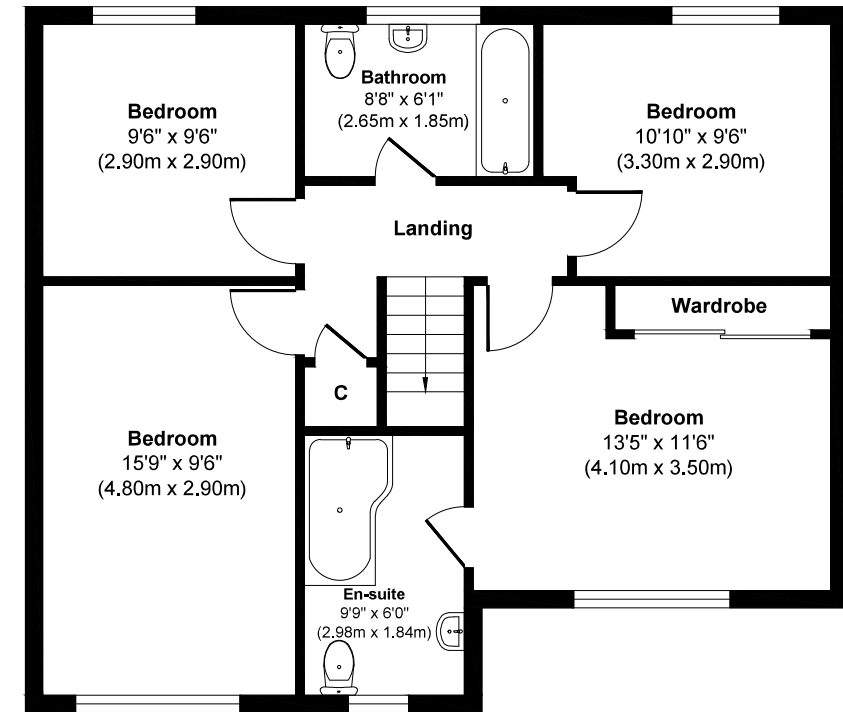 Bedroom
9'6" x 9'6"
(2.90m x 2.90m)
Bathroom
8'8" x 6'1"
(2.65m x 1.85m)
Bedroom
10'10" x 9'6"
(3.30m x 2.90m)
Landing
Wardrobe
C
Bedroom
15'9" x 9'6"
(4.80m x 2.90m)
Bedroom
13'5" x 11'6"
(4.10m x 3.50m)
En-suite
9'9" x 6'0"
(2.98m x 1.84m)